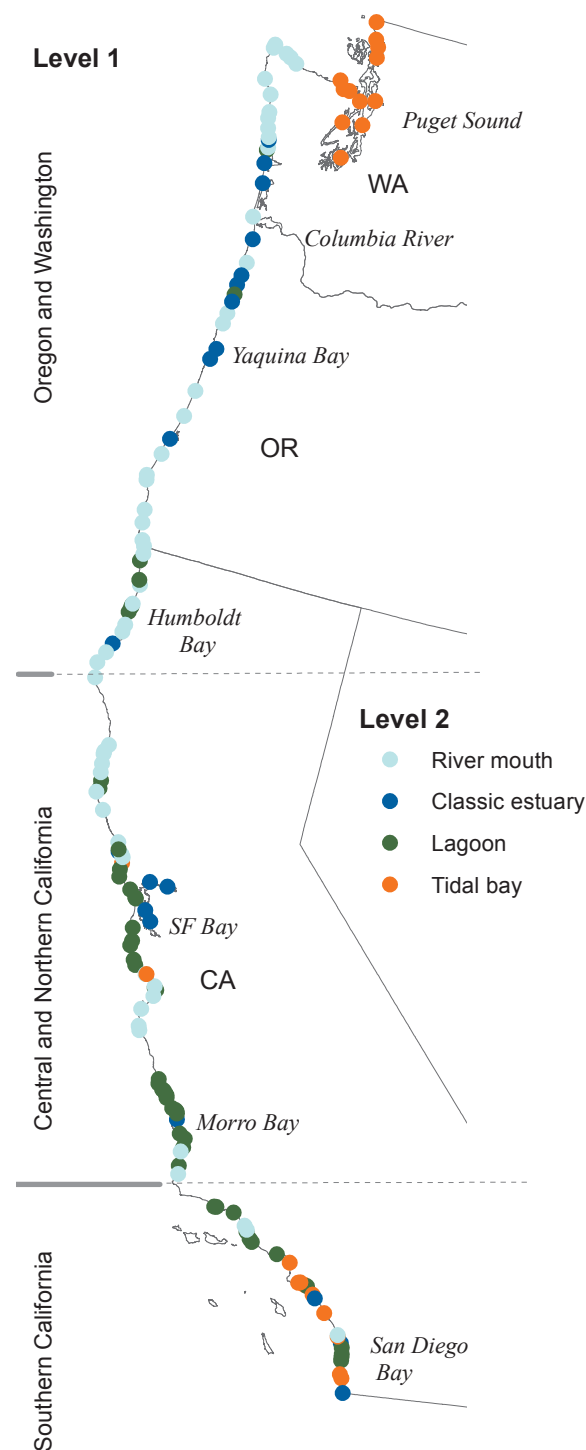 Level 1
Puget Sound
WA
Columbia River
Oregon and Washington
Yaquina Bay
OR
Humboldt
Bay
Level 2
River mouth
Classic estuary
Lagoon
Tidal bay
SF Bay
CA
Central and Northern California
Morro Bay
San Diego
Bay
Southern California